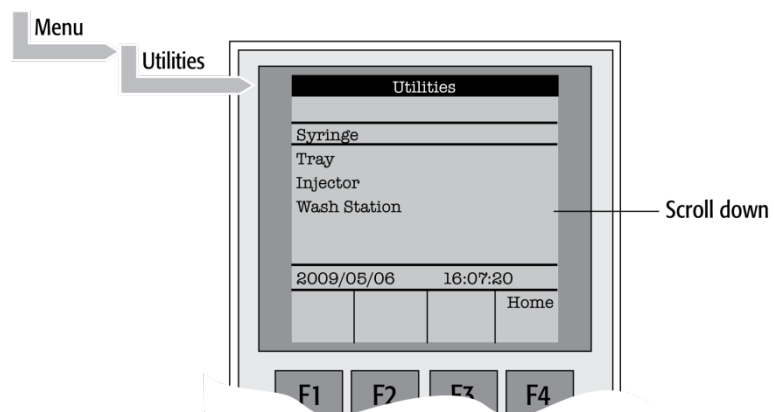 Menu
Utilities
Utilities
Syringe
Tray
Injector
Wash Station
Scroll down
2009/05/06 16:07:20
Home
F1 F2 F3 F4